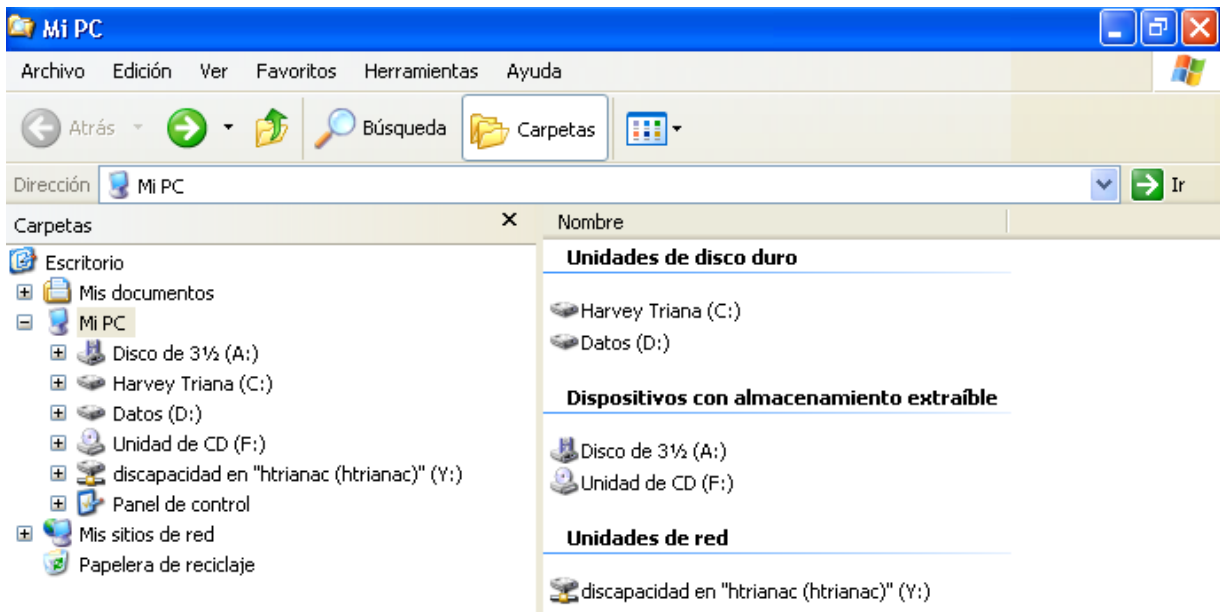 Mi PC
Archivo Edición Ver Favoritos Herramientas Ayuda
Atrás Búsqueda Carpetas
Dirección Mi PC Ir
Carpetas
Escritorio
Mis documentos
Mi PC
Disco de 3½ (A:)
Harvey Triana (C:)
Datos (D:)
Unidad de CD (F:)
discapacidad en "htrianac (htrianac)" (Y:)
Panel de control
Mis sitios de red
Papelera de reciclaje
Nombre
Unidades de disco duro
Harvey Triana (C:)
Datos (D:)
Dispositivos con almacenamiento extraíble
Disco de 3½ (A:)
Unidad de CD (F:)
Unidades de red
discapacidad en "htrianac (htrianac)" (Y:)